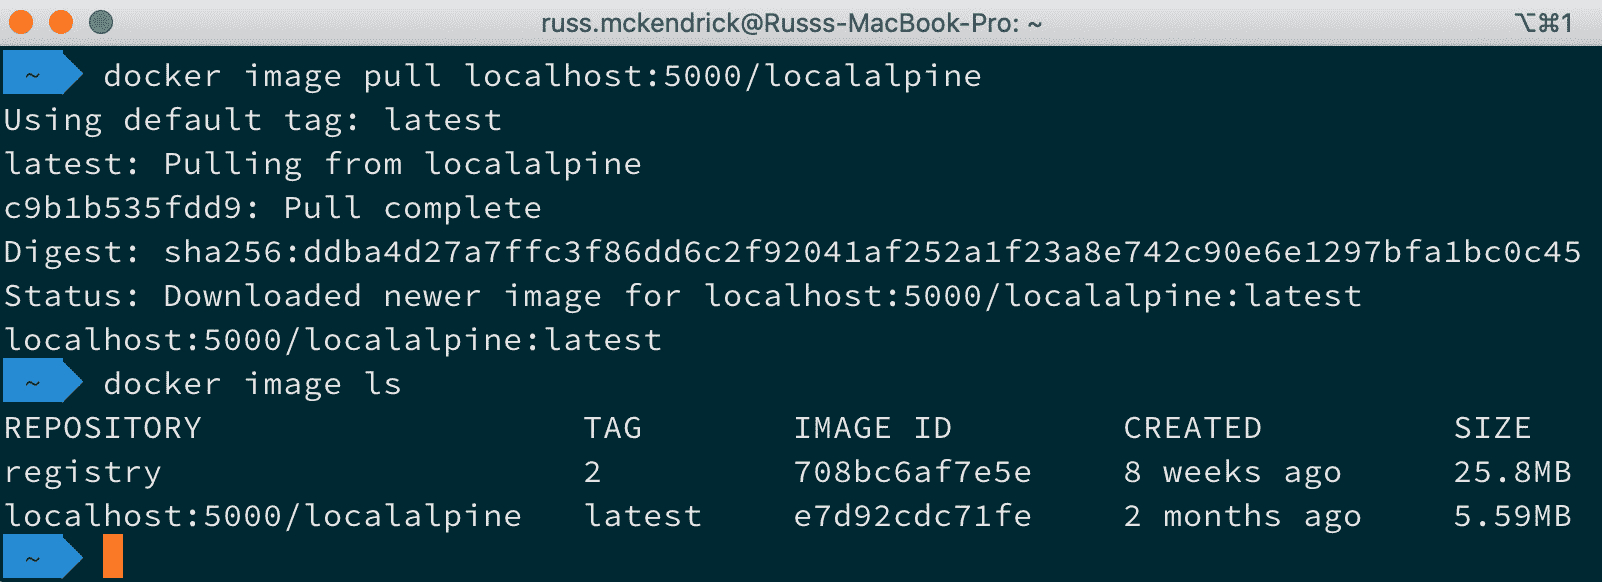 russ.mckendrick@Russs-MacBook-Pro: ~ ⌥⌘1
~ docker image pull localhost:5000/localalpine
Using default tag: latest
latest: Pulling from localalpine
c9b1b535fdd9: Pull complete
Digest: sha256:ddba4d27a7ffc3f86dd6c2f92041af252a1f23a8e742c90e6e1297bfa1bc0c45
Status: Downloaded newer image for localhost:5000/localalpine:latest
localhost:5000/localalpine:latest
~ docker image ls
REPOSITORY TAG IMAGE ID CREATED SIZE
registry 2 708bc6af7e5e 8 weeks ago 25.8MB
localhost:5000/localalpine latest e7d92cdc71fe 2 months ago 5.59MB
~